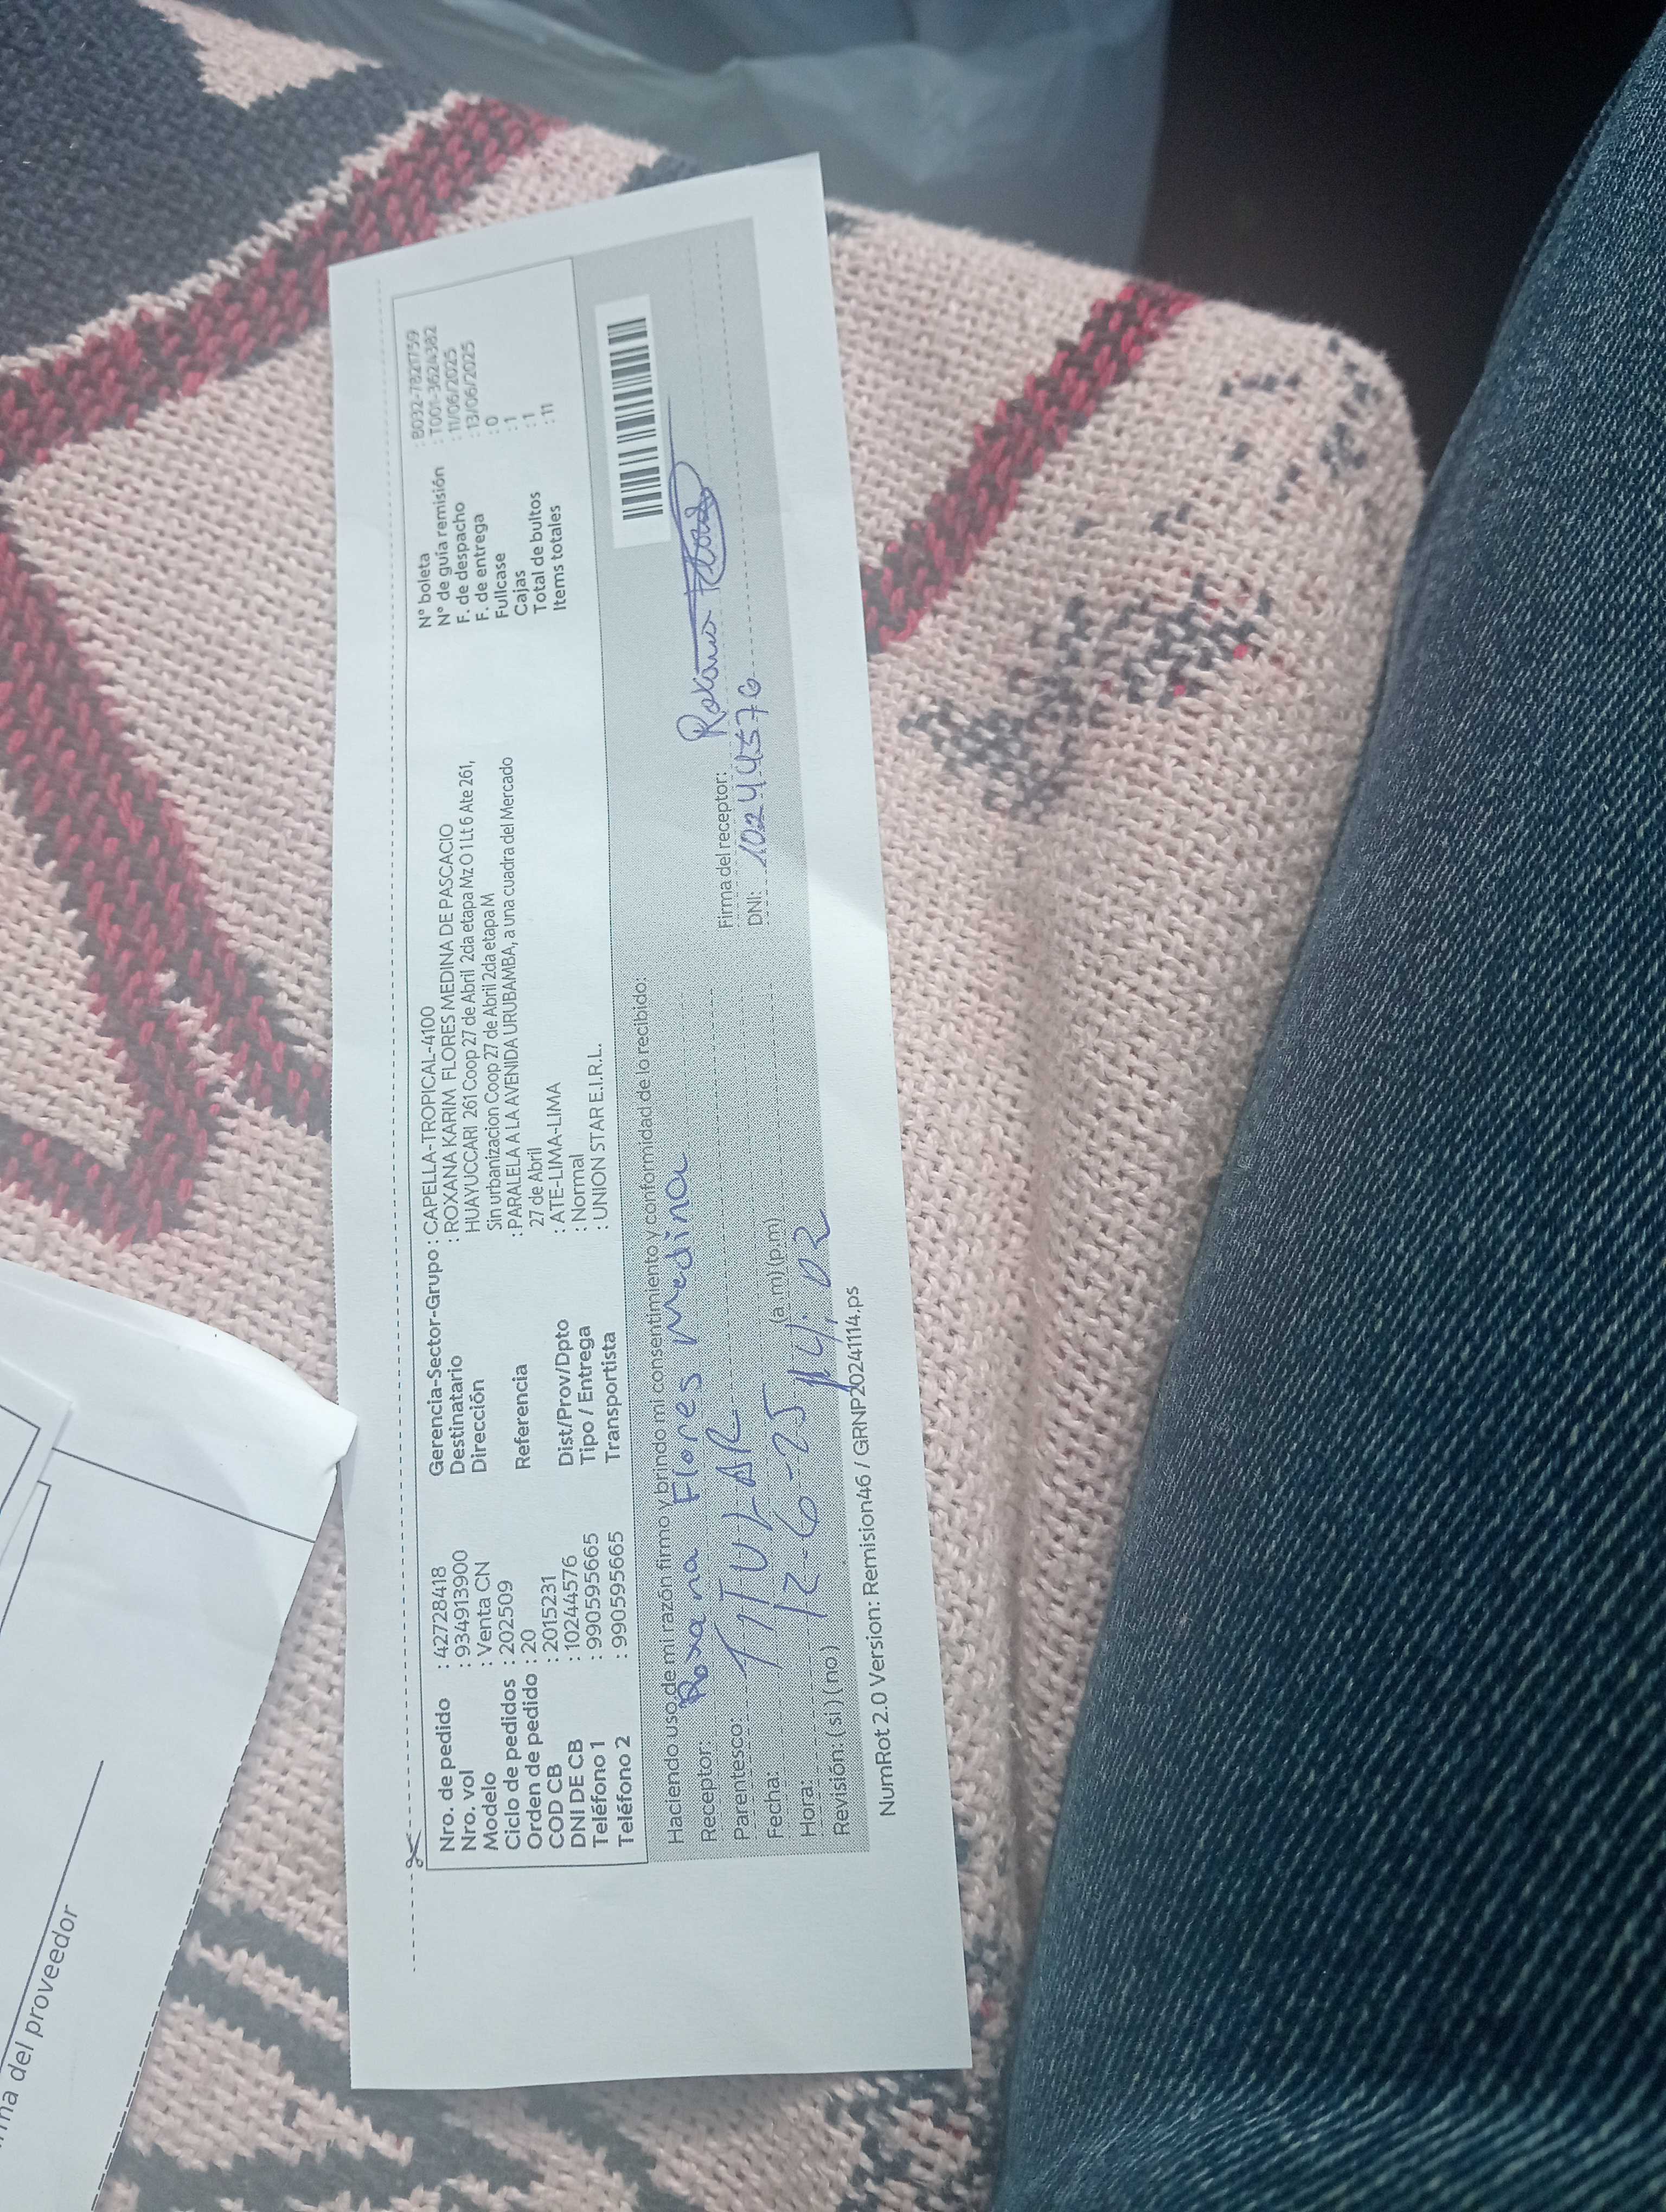 Nro. de pedido : 42728418
Nro. vol : 934913900
Modelo : Venta CN
Ciclo de pedidos : 202509
Orden de pedido : 20
COD CB : 2015231
DNI DE CB : 10244576
Teléfono 1 : 990595665
Teléfono 2 : 990595665
Gerencia-Sector-Grupo : CAPELLA-TROPICAL-4100
Destinatario : ROXANA KARIM FLORES MEDINA DE PASCACIO
Dirección HUAYUCCARI 261 Coop 27 de Abril 2da etapa Mz O 1 Lt 6 Ate 261,
Sin urbanizacion Coop 27 de Abril 2da etapa M
Referencia : PARALELA A LA AVENIDA URUBAMBA, a una cuadra del Mercado
27 de Abril
Dist/Prov/Dpto : ATE-LIMA-LIMA
Tipo / Entrega : Normal
Transportista : UNION STAR E.I.R.L.
N° boleta : B032-7821759
N° de guía remisión : T001-3624382
F. de despacho : 11/06/2025
F. de entrega : 13/06/2025
Fullcase : 0
Cajas : 1
Total de bultos : 1
Items totales : 11
Haciendo uso de mi razón firmo y brindo mi consentimiento y conformidad de lo recibido:
Receptor: Roxana Flores Medina
Parentesco: TITULAR
Fecha: 12-6-25
Hora: 14:02 (a.m) (p.m)
Revisión: (si) (no)
Firma del receptor: Roxana Flores
DNI: 10244576
NumRot 2.0 Version: Remision46 / GRNP20241114.ps
del proveedor